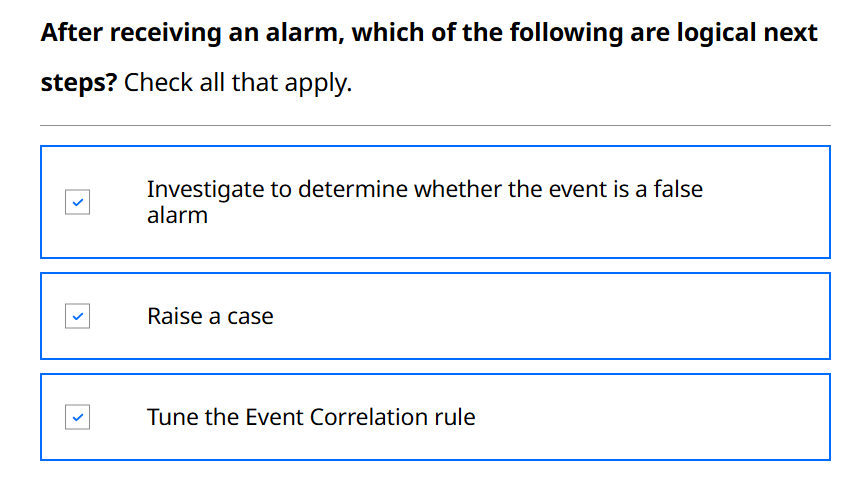 After receiving an alarm, which of the following are logical next
steps? Check all that apply.
Investigate to determine whether the event is a false
alarm
Raise a case
Tune the Event Correlation rule